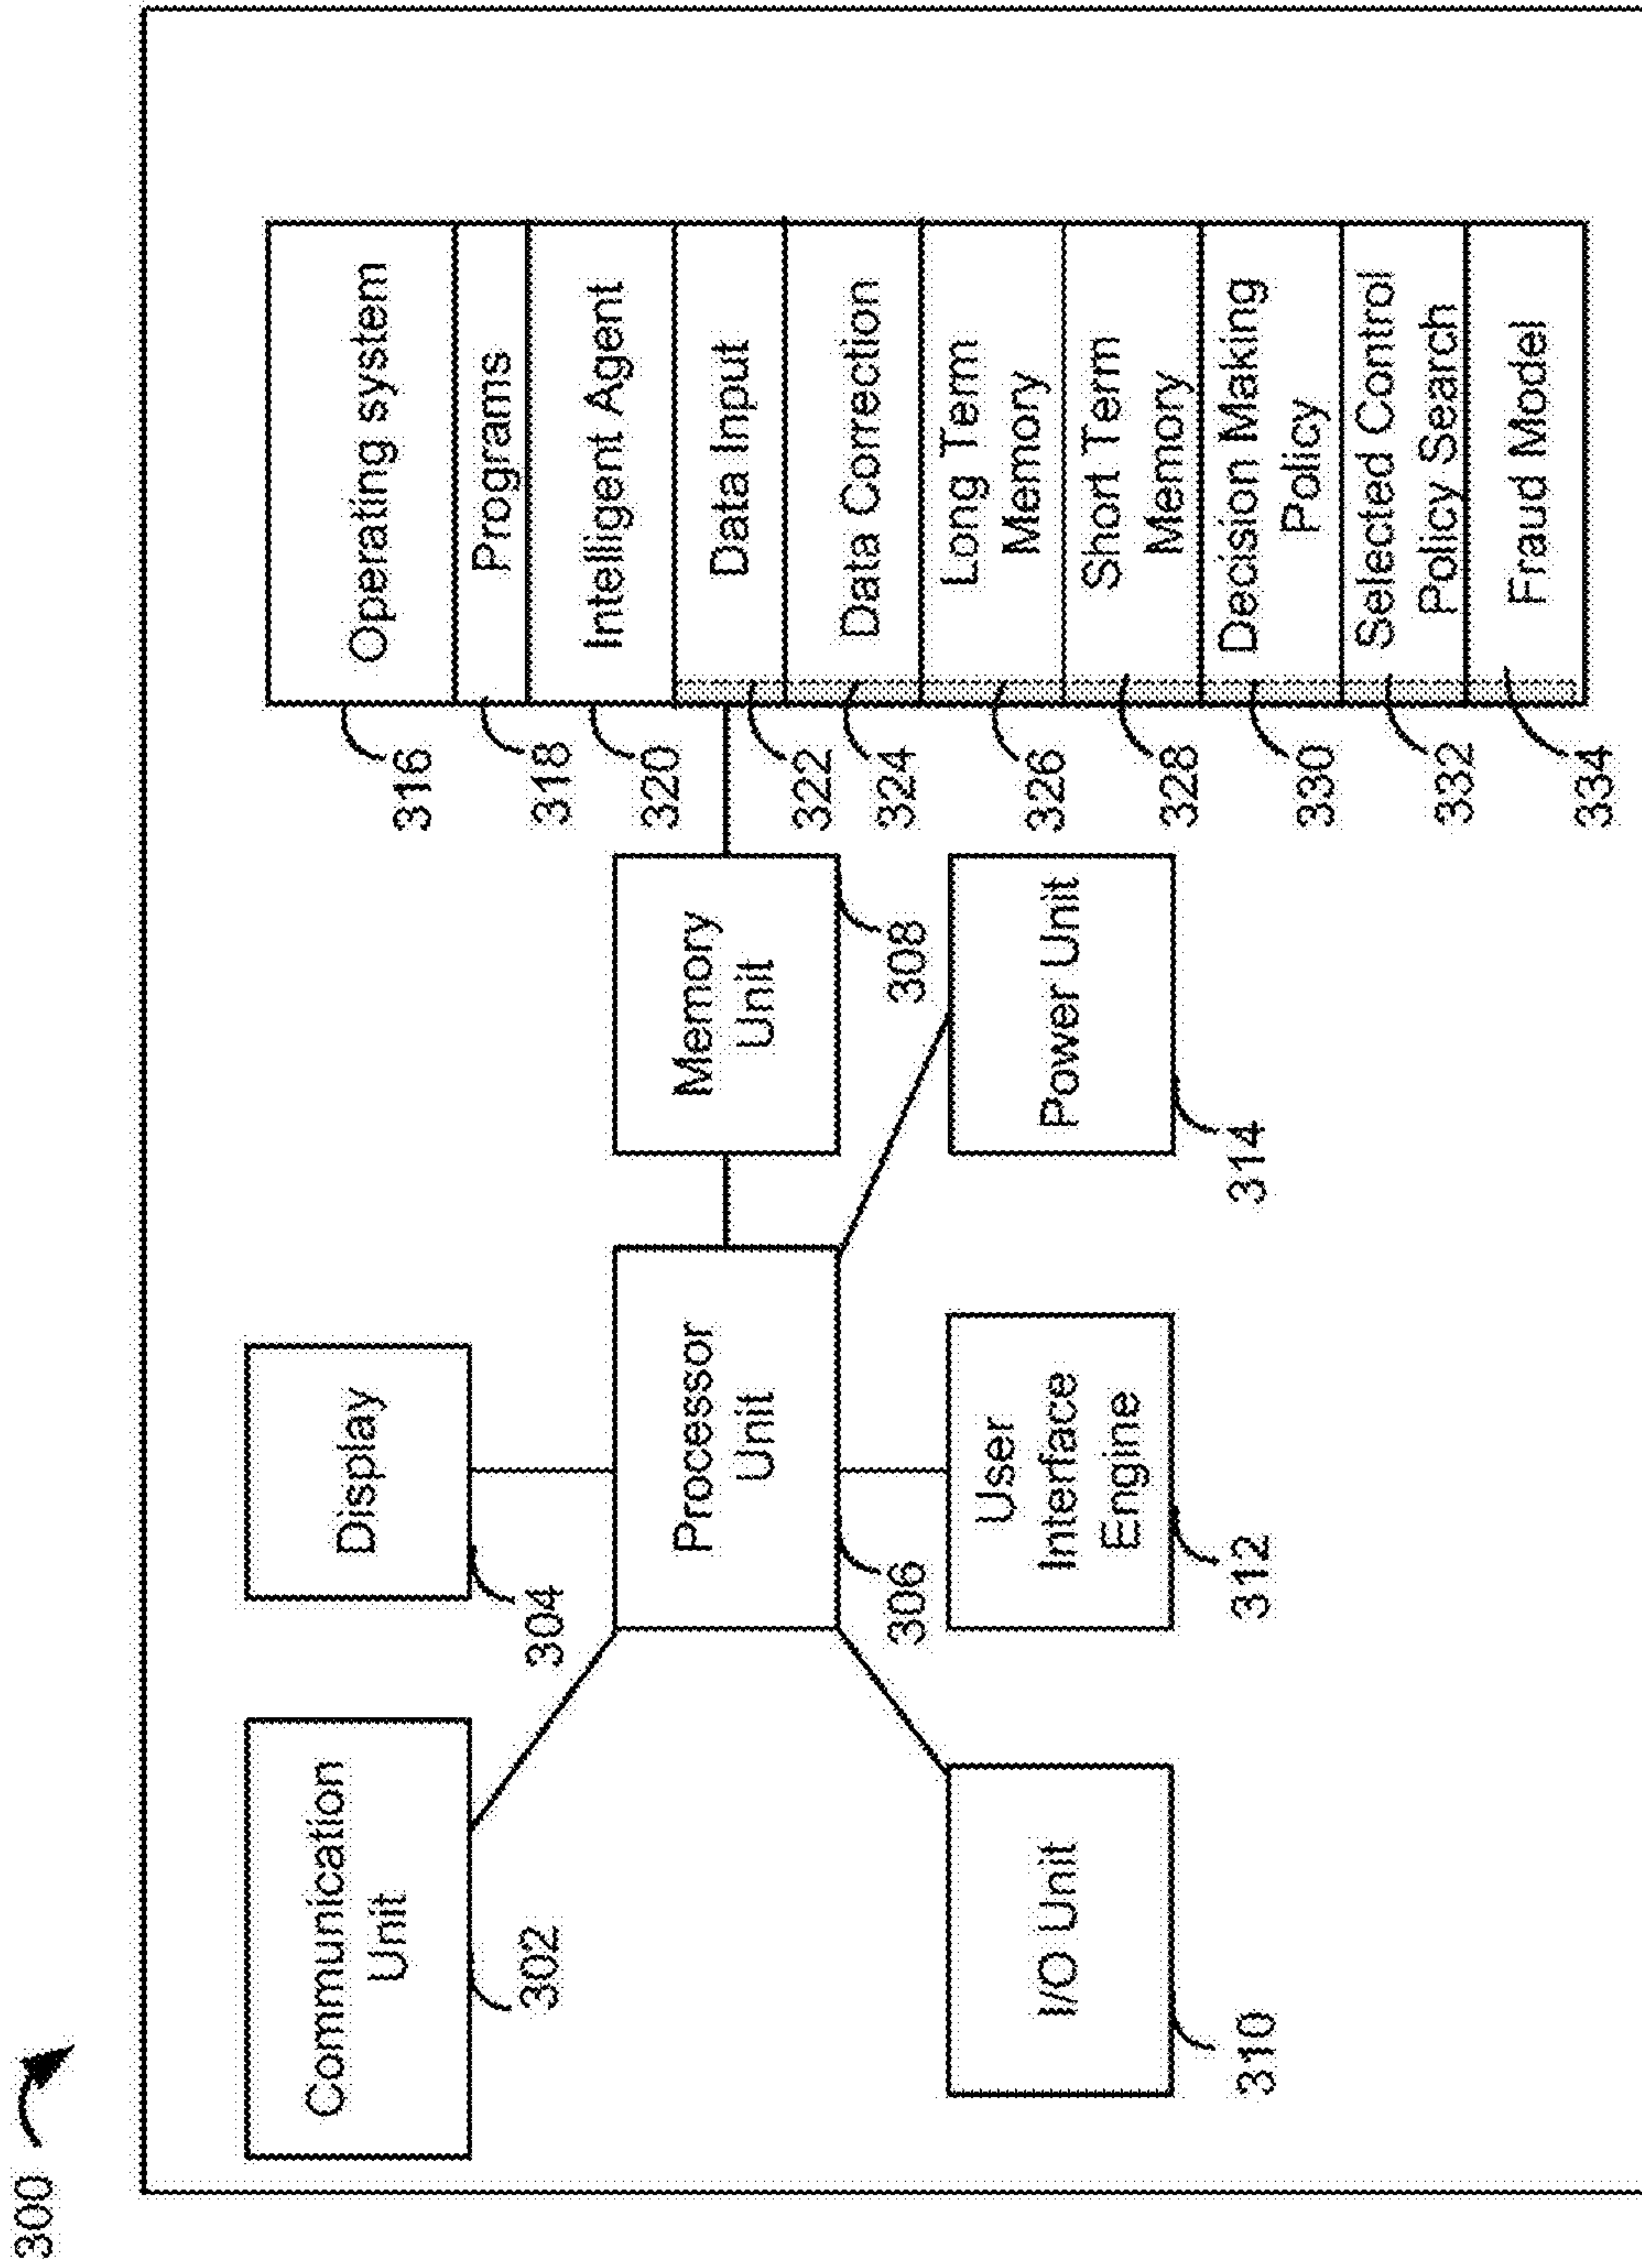 300
Communication
Unit
302
Display
304
Processor
Unit
306
Memory
Unit
308
I/O Unit
310
User
Interface
Engine
312
Power Unit
314
Operating system
316
Programs
318
Intelligent Agent
320
Data Input
322
Data Correction
324
Long Term
Memory
326
Short Term
Memory
328
Decision Making
Policy
330
Selected Control
Policy Search
332
Fraud Model
334